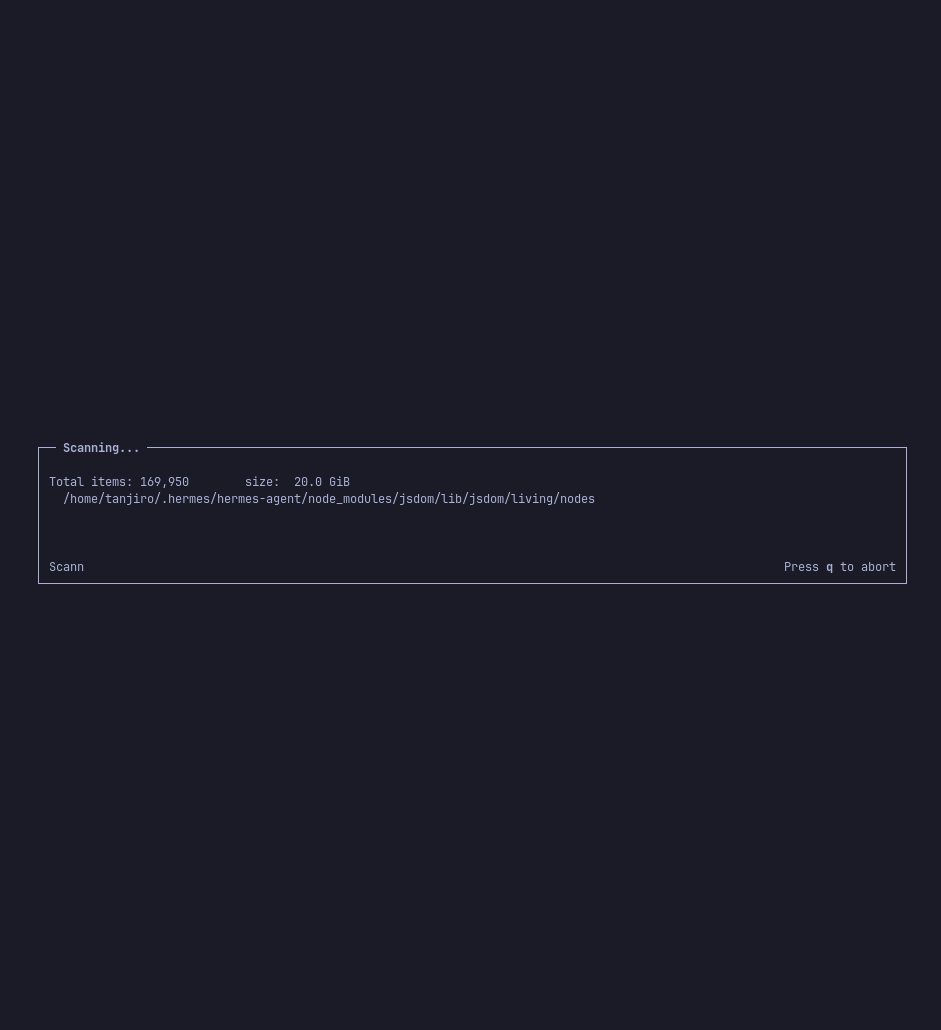 Scanning...
Total items: 169,950        size:  20.0 GiB
/home/tanjiro/.hermes/hermes-agent/node_modules/jsdom/lib/jsdom/living/nodes
Scann
Press q to abort